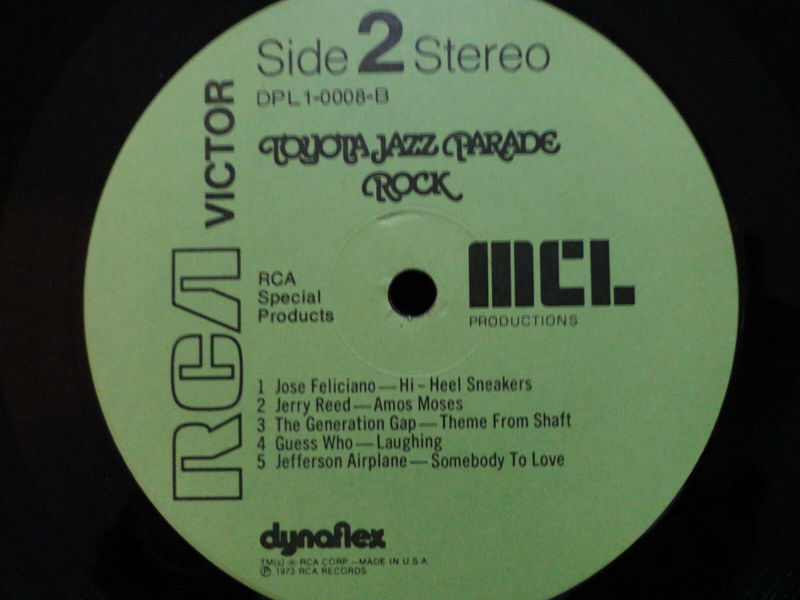 Side 2 Stereo
DPL1-0008-B
TOYOTA JAZZ PARADE
ROCK
RCA VICTOR
RCA
Special
Products
MCL
PRODUCTIONS
1 Jose Feliciano—Hi-Heel Sneakers
2 Jerry Reed—Amos Moses
3 The Generation Gap—Theme From Shaft
4 Guess Who—Laughing
5 Jefferson Airplane—Somebody To Love
dynaflex
TM(s) ® RCA CORP.—MADE IN U.S.A.
Ⓟ 1973 RCA RECORDS